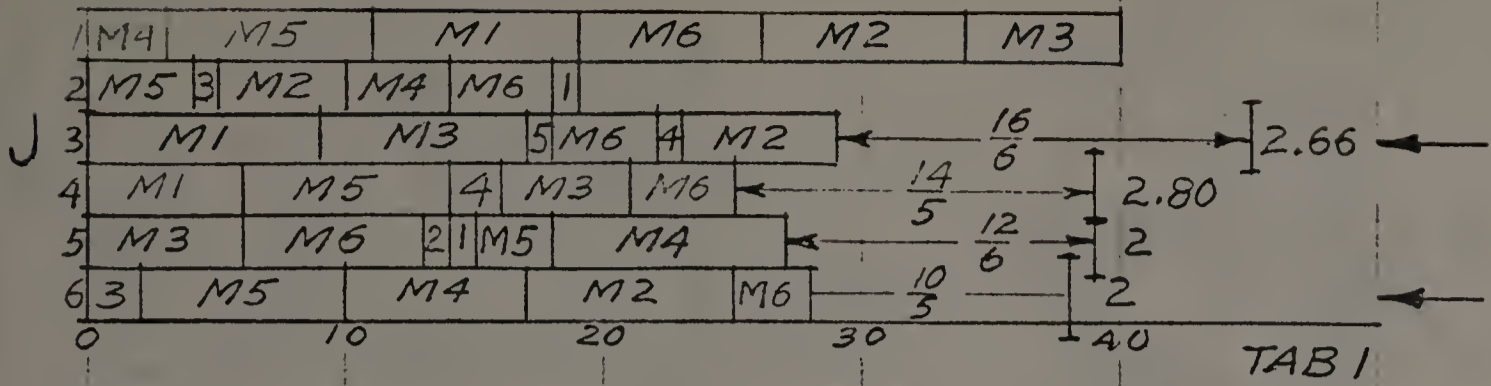 1 M4 M5 M1 M6 M2 M3
2 M5 3 M2 M4 M6 1
J 3 M1 M3 5 M6 4 M2 16/6 2.66
4 M1 M5 4 M3 M6 14/5 2.80
5 M3 M6 2 1 M5 M4 12/6 2
6 3 M5 M4 M2 M6 10/5 2
0 10 20 30 40
TAB 1